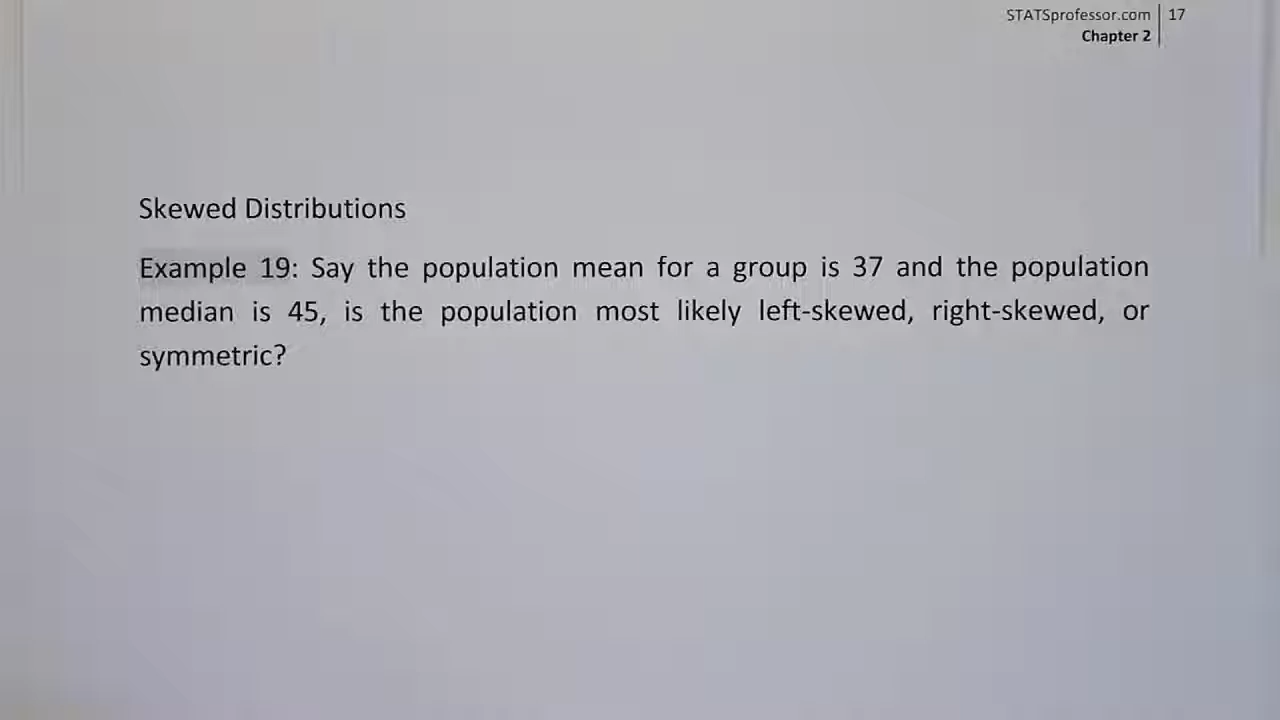 STATSprofessor.com | 17
Chapter 2
Skewed Distributions
Example 19: Say the population mean for a group is 37 and the population
median is 45, is the population most likely left-skewed, right-skewed, or
symmetric?